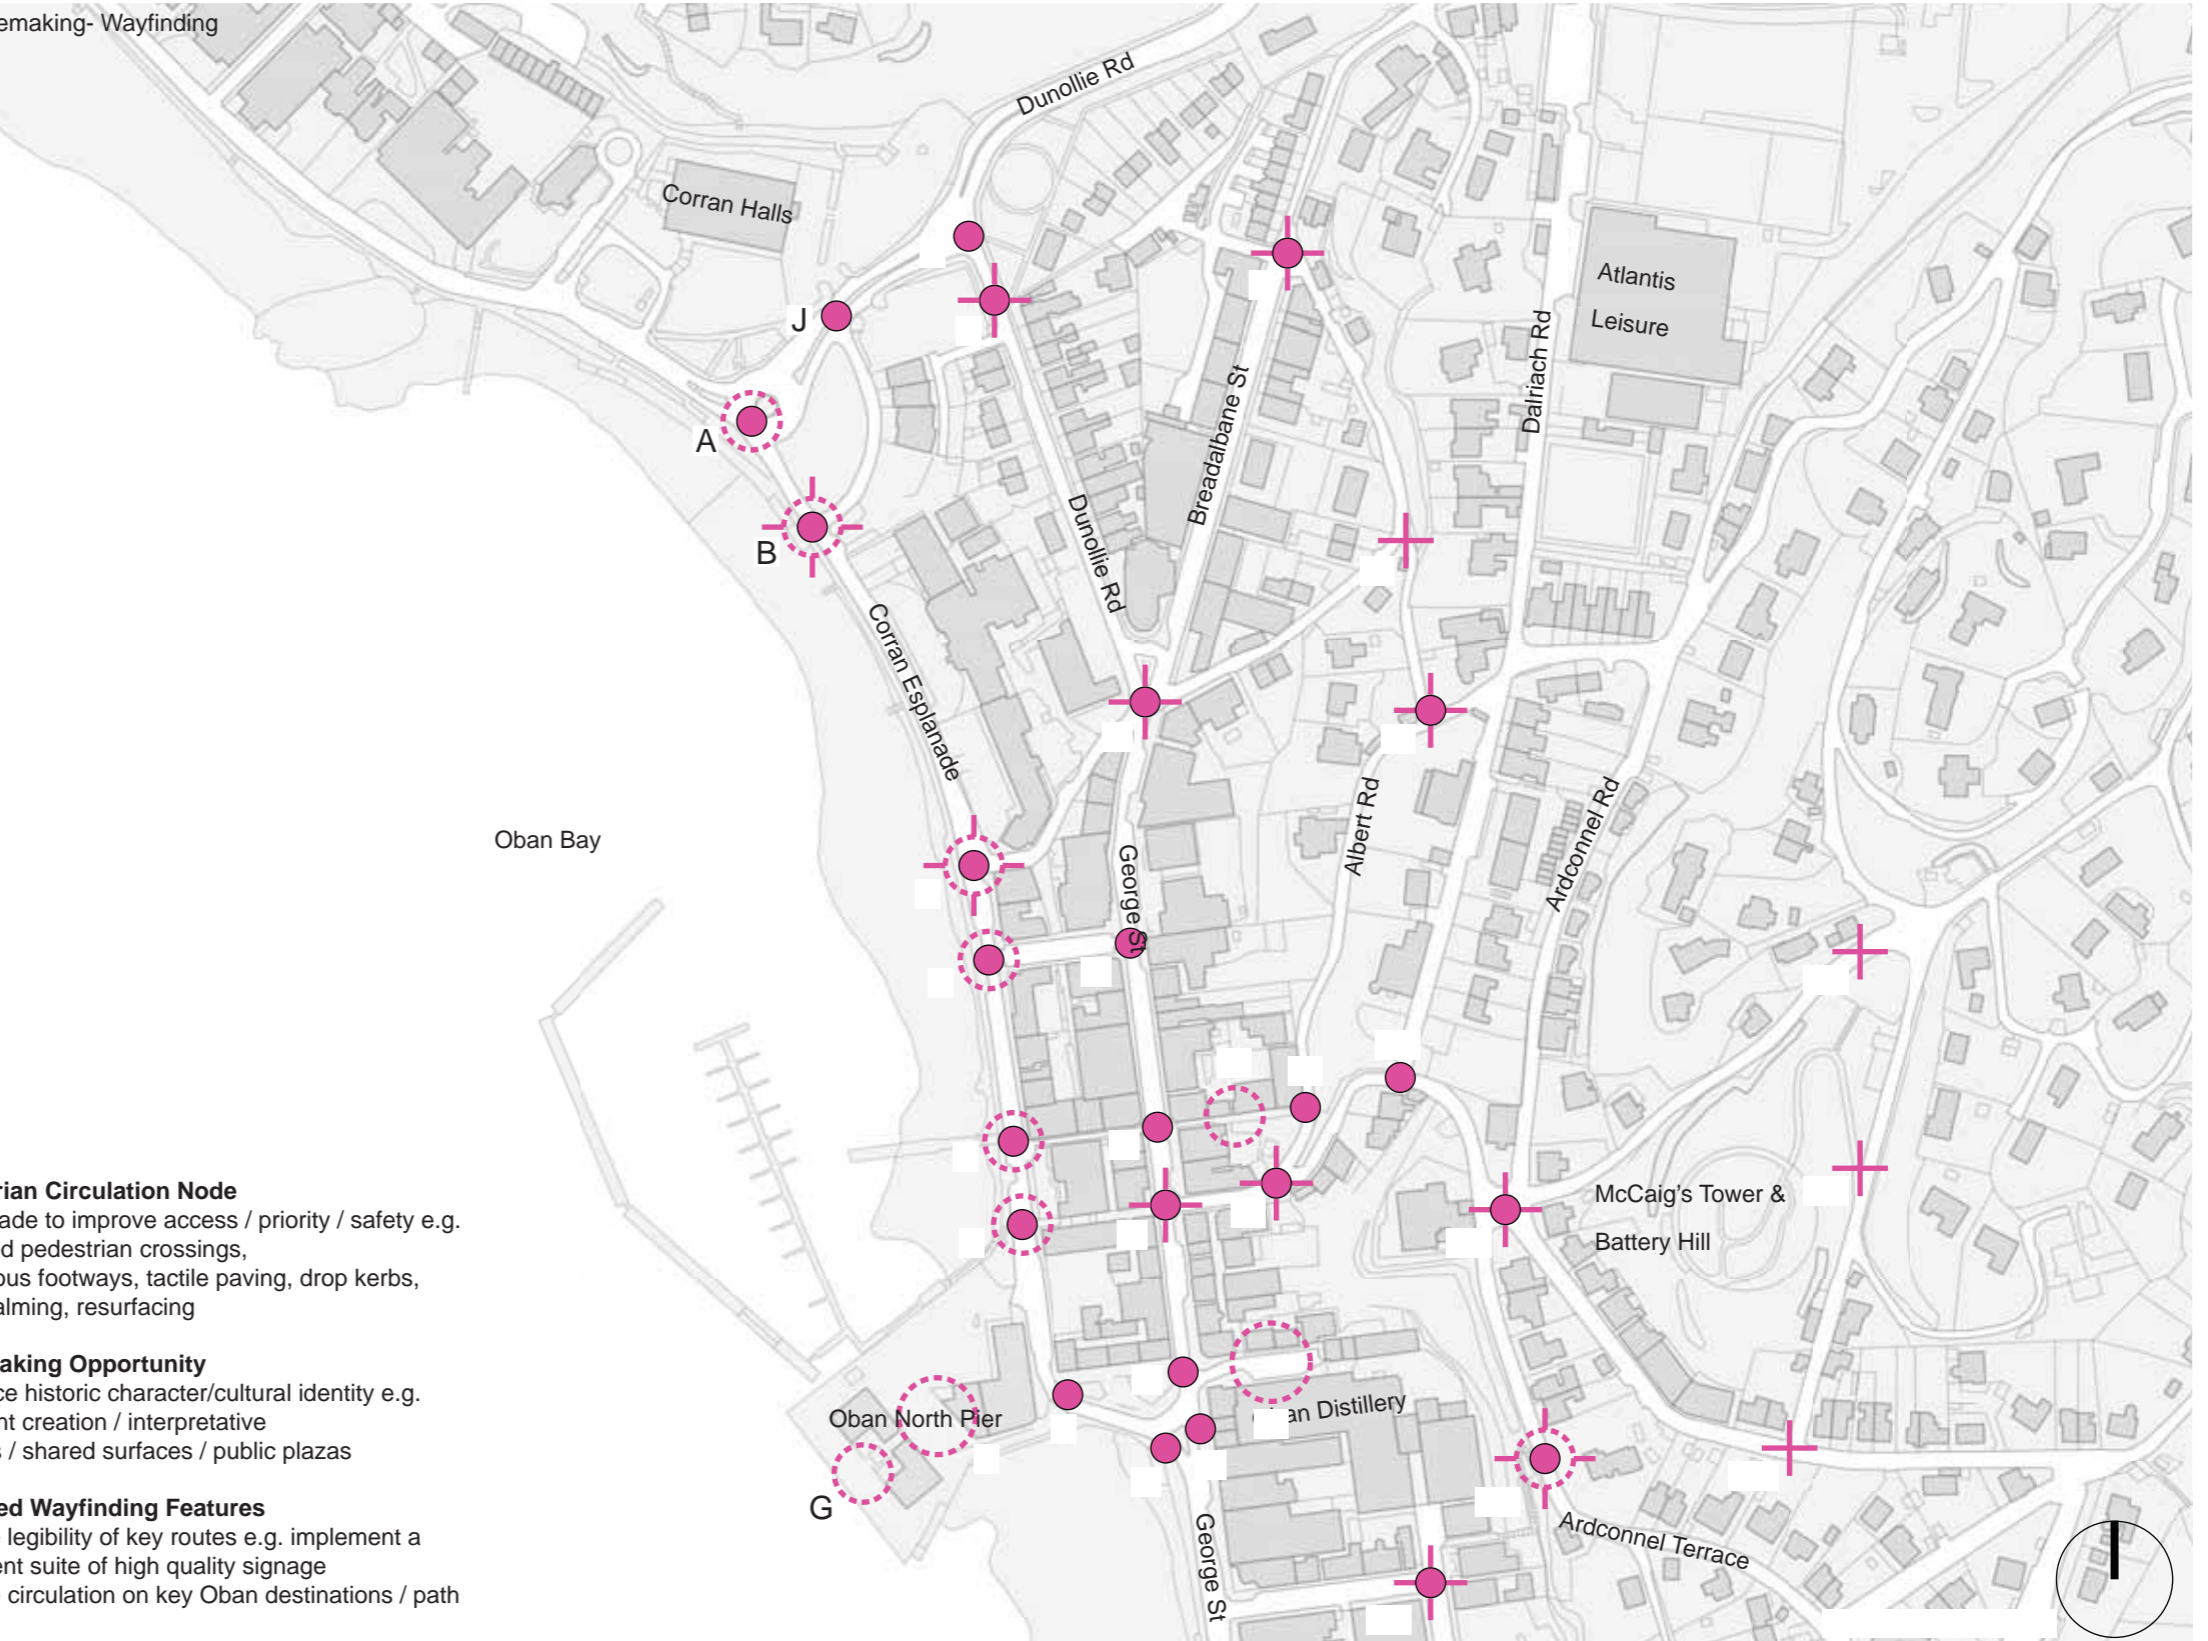 emaking- Wayfinding
Dunollie Rd
Corran Halls
Atlantis
Leisure
J
Dalriach Rd
A
Breadalbane St
B
Dunollie Rd
Corran Esplanade
Albert Rd
Ardconnel Rd
Oban Bay
George St
McCaig's Tower &
Battery Hill
rian Circulation Node
ade to improve access / priority / safety e.g.
d pedestrian crossings,
ous footways, tactile paving, drop kerbs,
alming, resurfacing
aking Opportunity
ce historic character/cultural identity e.g.
nt creation / interpretative
s / shared surfaces / public plazas
ed Wayfinding Features
legibility of key routes e.g. implement a
ent suite of high quality signage
circulation on key Oban destinations / path
Oban North Pier
an Distillery
G
George St
Ardconnel Terrace